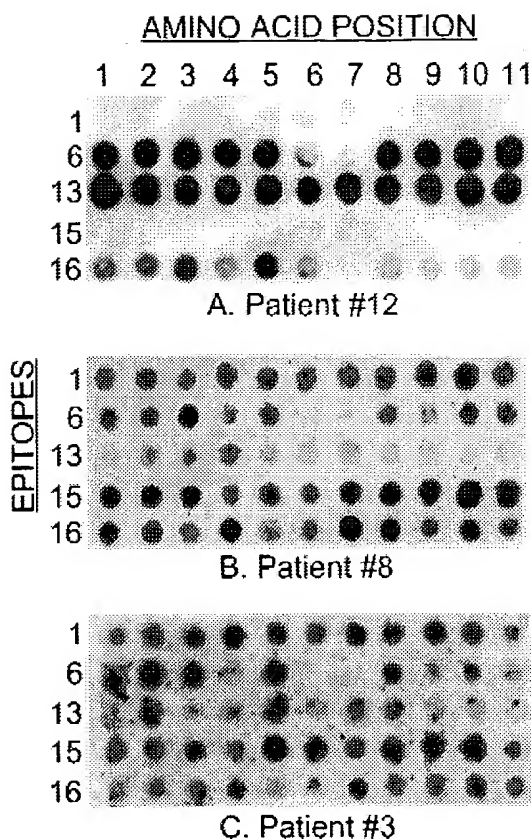 AMINO ACID POSITION
1 2 3 4 5 6 7 8 9 10 11
1
6
13
15
16
A. Patient #12
EPITOPES
1
6
13
15
16
B. Patient #8
1
6
13
15
16
C. Patient #3